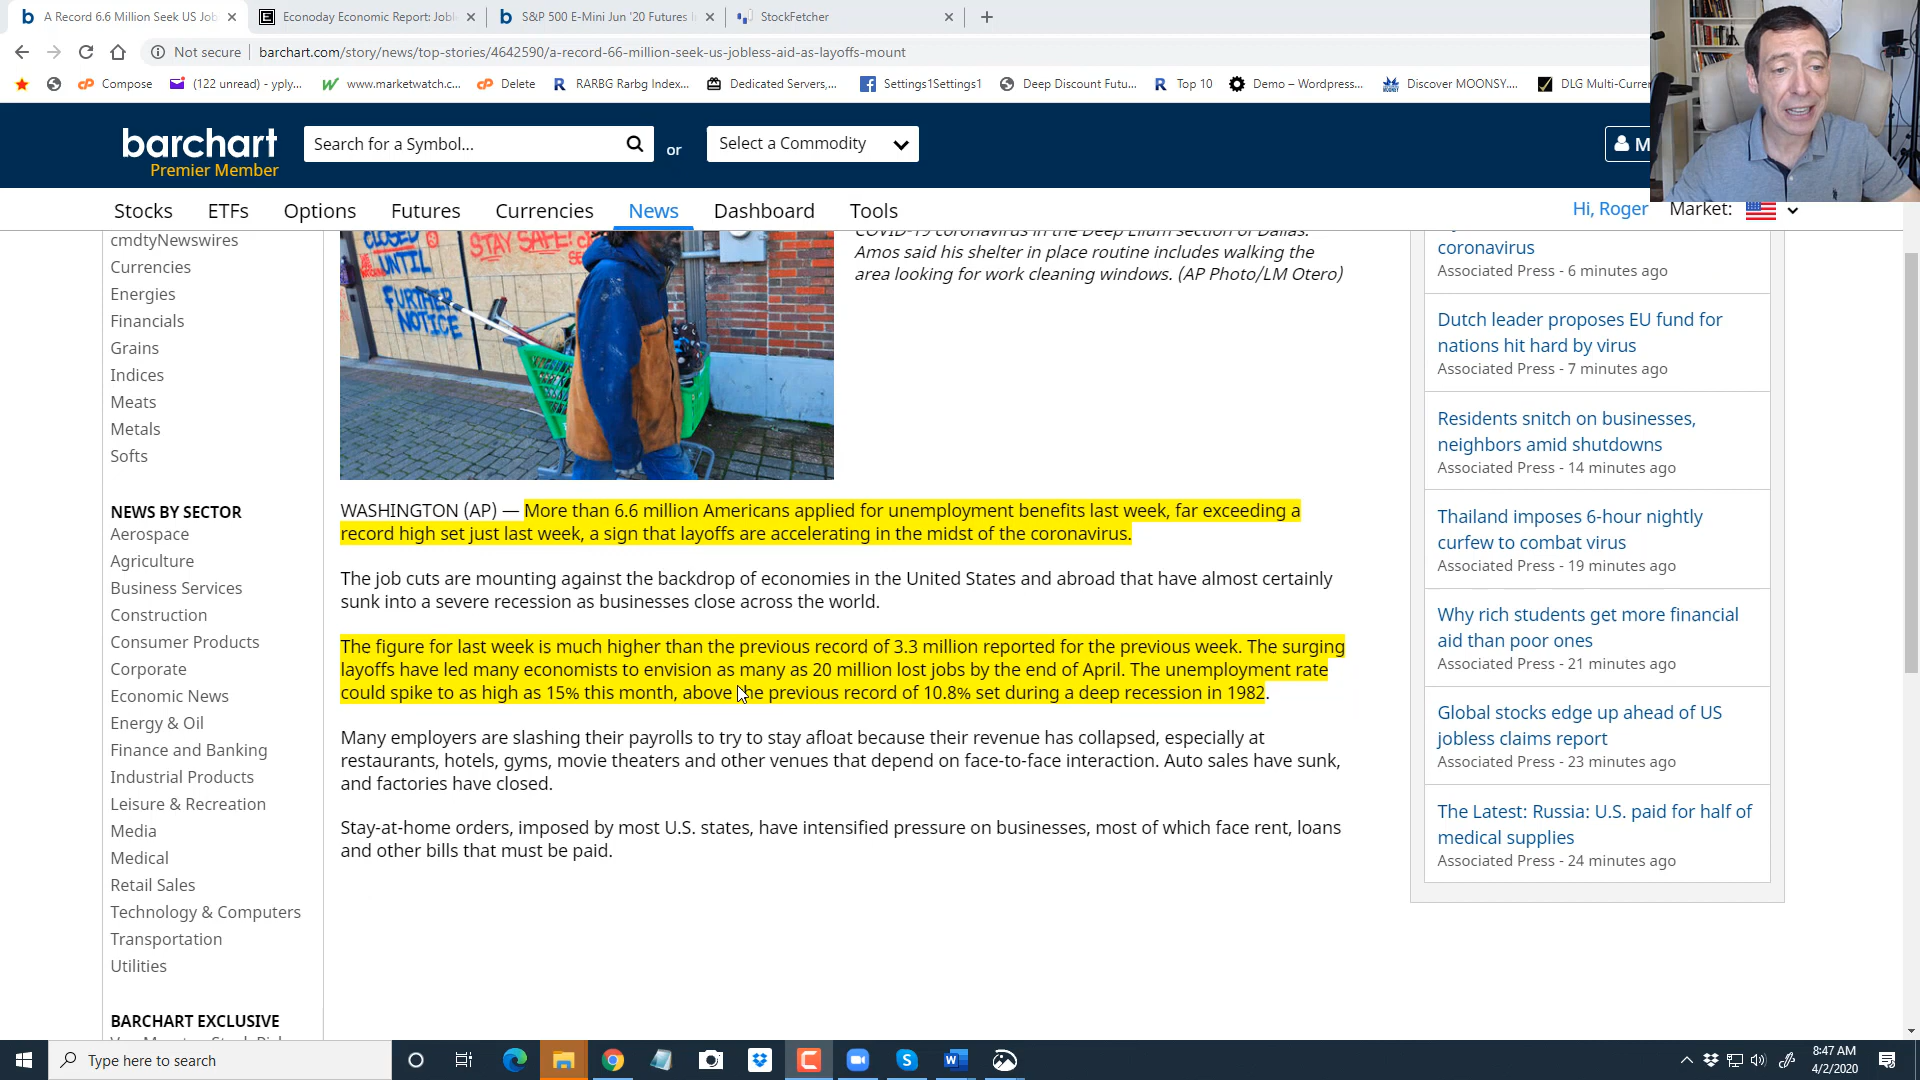 A Record 6.6 Million Seek US Job
Econoday Economic Report: Jobl
S&P 500 E-Mini Jun '20 Futures
StockFetcher
Not secure
barchart.com/story/news/top-stories/4642590/a-record-66-million-seek-us-jobless-aid-as-layoffs-mount
Compose
(122 unread) - yply...
www.marketwatch.c...
Delete
RARBG Rarbg Index...
Dedicated Servers,...
Settings1Settings1
Deep Discount Futu...
Top 10
Demo – Wordpress...
Discover MOONSY....
DLG Multi-Curre
barchart
Premier Member
Search for a Symbol...
or
Select a Commodity
M
Stocks
ETFs
Options
Futures
Currencies
News
Dashboard
Tools
Hi, Roger
Market:
cmdtyNewswires
Currencies
Energies
Financials
Grains
Indices
Meats
Metals
Softs
NEWS BY SECTOR
Aerospace
Agriculture
Business Services
Construction
Consumer Products
Corporate
Economic News
Energy & Oil
Finance and Banking
Industrial Products
Leisure & Recreation
Media
Medical
Retail Sales
Technology & Computers
Transportation
Utilities
BARCHART EXCLUSIVE
CLOSED
UNTIL
FURTHER
NOTICE
STAY SAFE!
COVID-19 coronavirus in the Deep Ellum section of Dallas.
Amos said his shelter in place routine includes walking the
area looking for work cleaning windows. (AP Photo/LM Otero)
WASHINGTON (AP) — More than 6.6 million Americans applied for unemployment benefits last week, far exceeding a
record high set just last week, a sign that layoffs are accelerating in the midst of the coronavirus.
The job cuts are mounting against the backdrop of economies in the United States and abroad that have almost certainly
sunk into a severe recession as businesses close across the world.
The figure for last week is much higher than the previous record of 3.3 million reported for the previous week. The surging
layoffs have led many economists to envision as many as 20 million lost jobs by the end of April. The unemployment rate
could spike to as high as 15% this month, above the previous record of 10.8% set during a deep recession in 1982.
Many employers are slashing their payrolls to try to stay afloat because their revenue has collapsed, especially at
restaurants, hotels, gyms, movie theaters and other venues that depend on face-to-face interaction. Auto sales have sunk,
and factories have closed.
Stay-at-home orders, imposed by most U.S. states, have intensified pressure on businesses, most of which face rent, loans
and other bills that must be paid.
coronavirus
Associated Press - 6 minutes ago
Dutch leader proposes EU fund for
nations hit hard by virus
Associated Press - 7 minutes ago
Residents snitch on businesses,
neighbors amid shutdowns
Associated Press - 14 minutes ago
Thailand imposes 6-hour nightly
curfew to combat virus
Associated Press - 19 minutes ago
Why rich students get more financial
aid than poor ones
Associated Press - 21 minutes ago
Global stocks edge up ahead of US
jobless claims report
Associated Press - 23 minutes ago
The Latest: Russia: U.S. paid for half of
medical supplies
Associated Press - 24 minutes ago
Type here to search
8:47 AM
4/2/2020